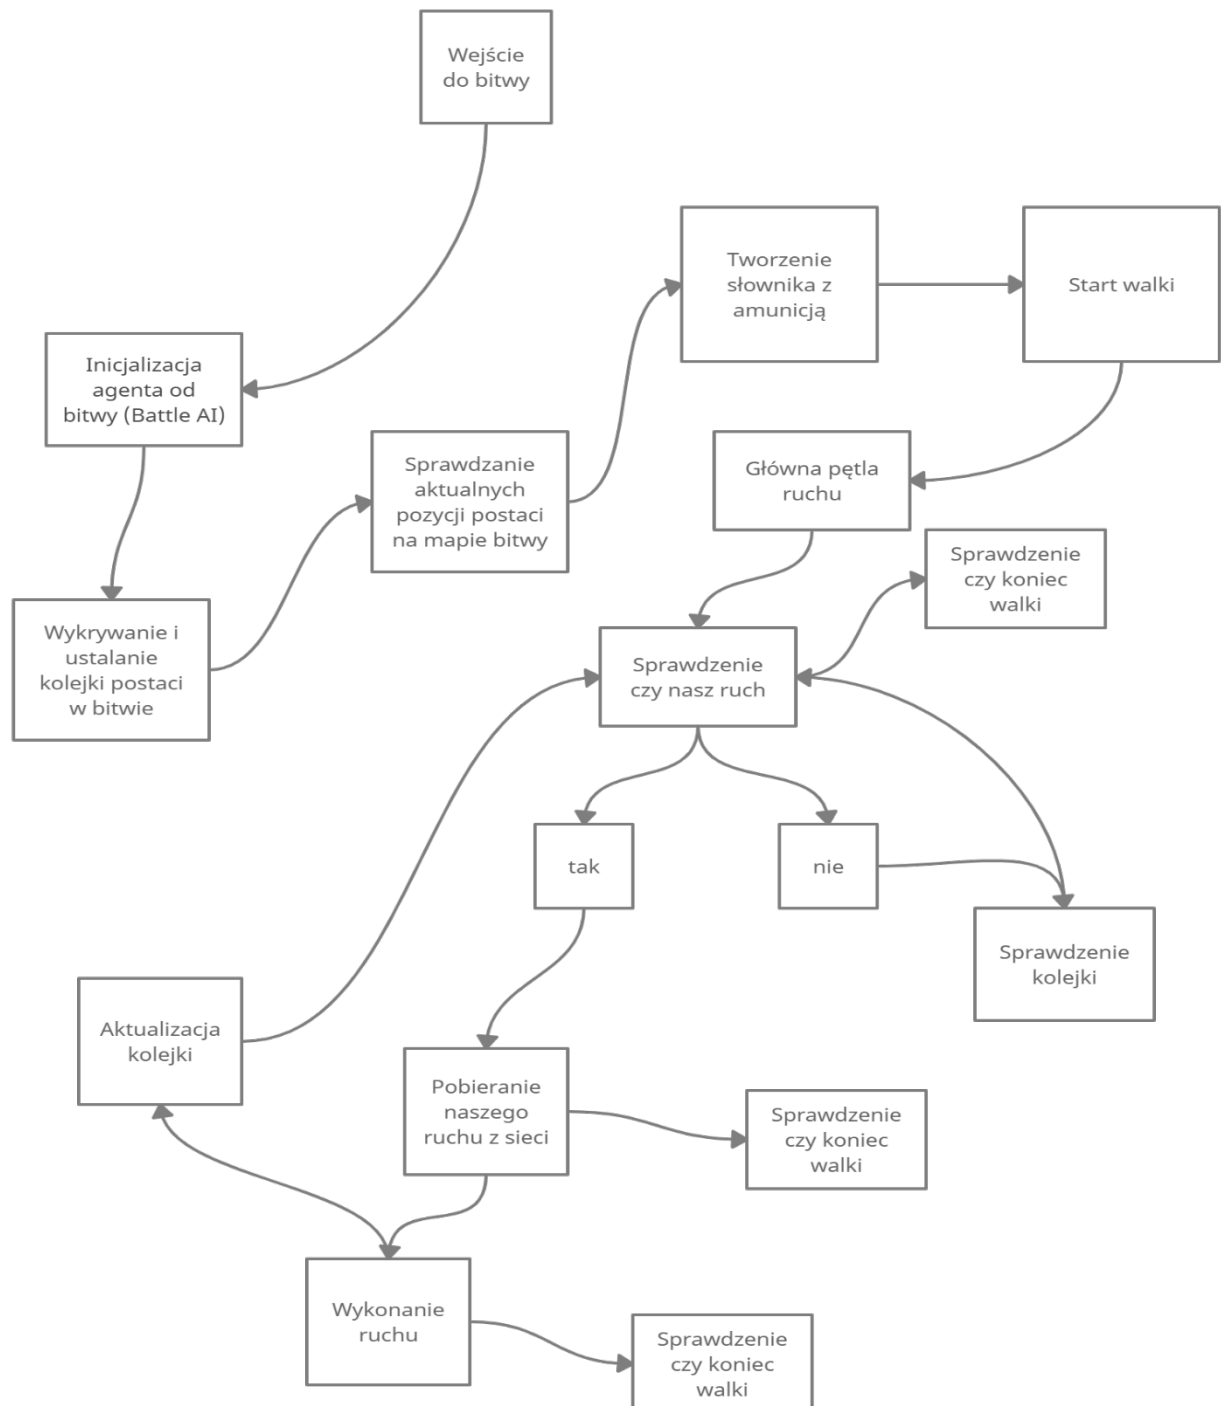 Wejście
do bitwy
Tworzenie
słownika z
amunicją
Start walki
Inicjalizacja
agenta od
bitwy (Battle AI)
Sprawdzanie
aktualnych
pozycji postaci
na mapie bitwy
Główna pętla
ruchu
Sprawdzenie
czy koniec
walki
Wykrywanie i
ustalanie
kolejki postaci
w bitwie
Sprawdzenie
czy nasz ruch
tak
nie
Sprawdzenie
kolejki
Aktualizacja
kolejki
Pobieranie
naszego
ruchu z sieci
Sprawdzenie
czy koniec
walki
Wykonanie
ruchu
Sprawdzenie
czy koniec
walki